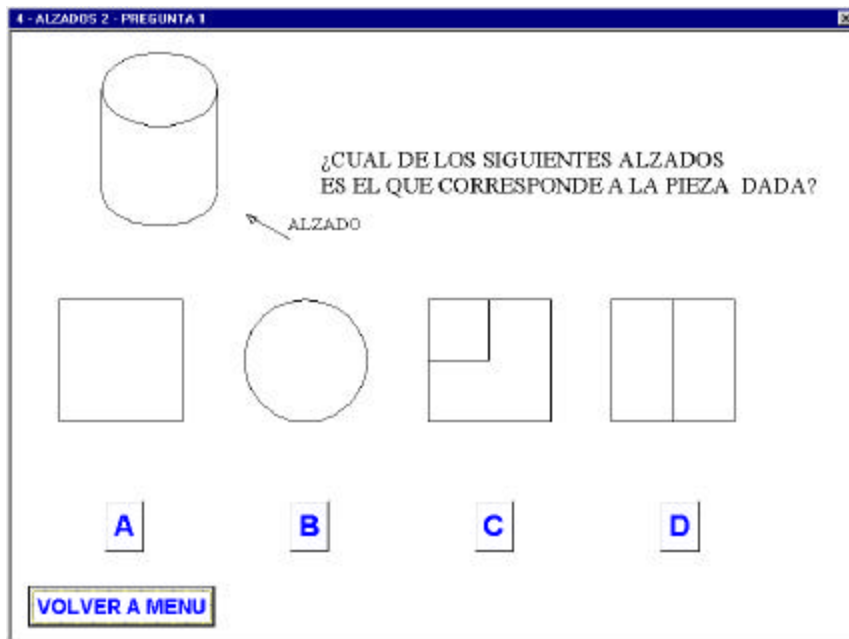 4 - ALZADOS 2 - PREGUNTA 1
¿CUAL DE LOS SIGUIENTES ALZADOS
ES EL QUE CORRESPONDE A LA PIEZA DADA?
ALZADO
A B C D
VOLVER A MENU